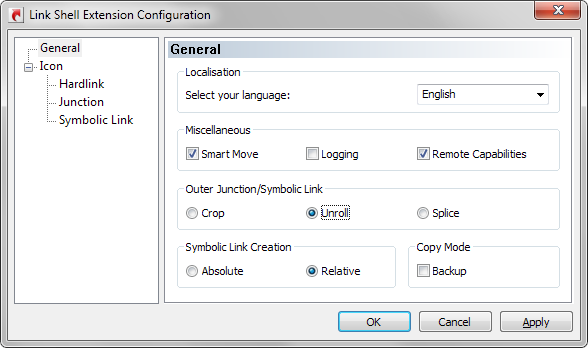 Link Shell Extension Configuration
General
Icon
Hardlink
Junction
Symbolic Link
General
Localisation
Select your language: English
Miscellaneous
Smart Move Logging Remote Capabilities
Outer Junction/Symbolic Link
Crop Unroll Splice
Symbolic Link Creation Copy Mode
Absolute Relative Backup
OK Cancel Apply